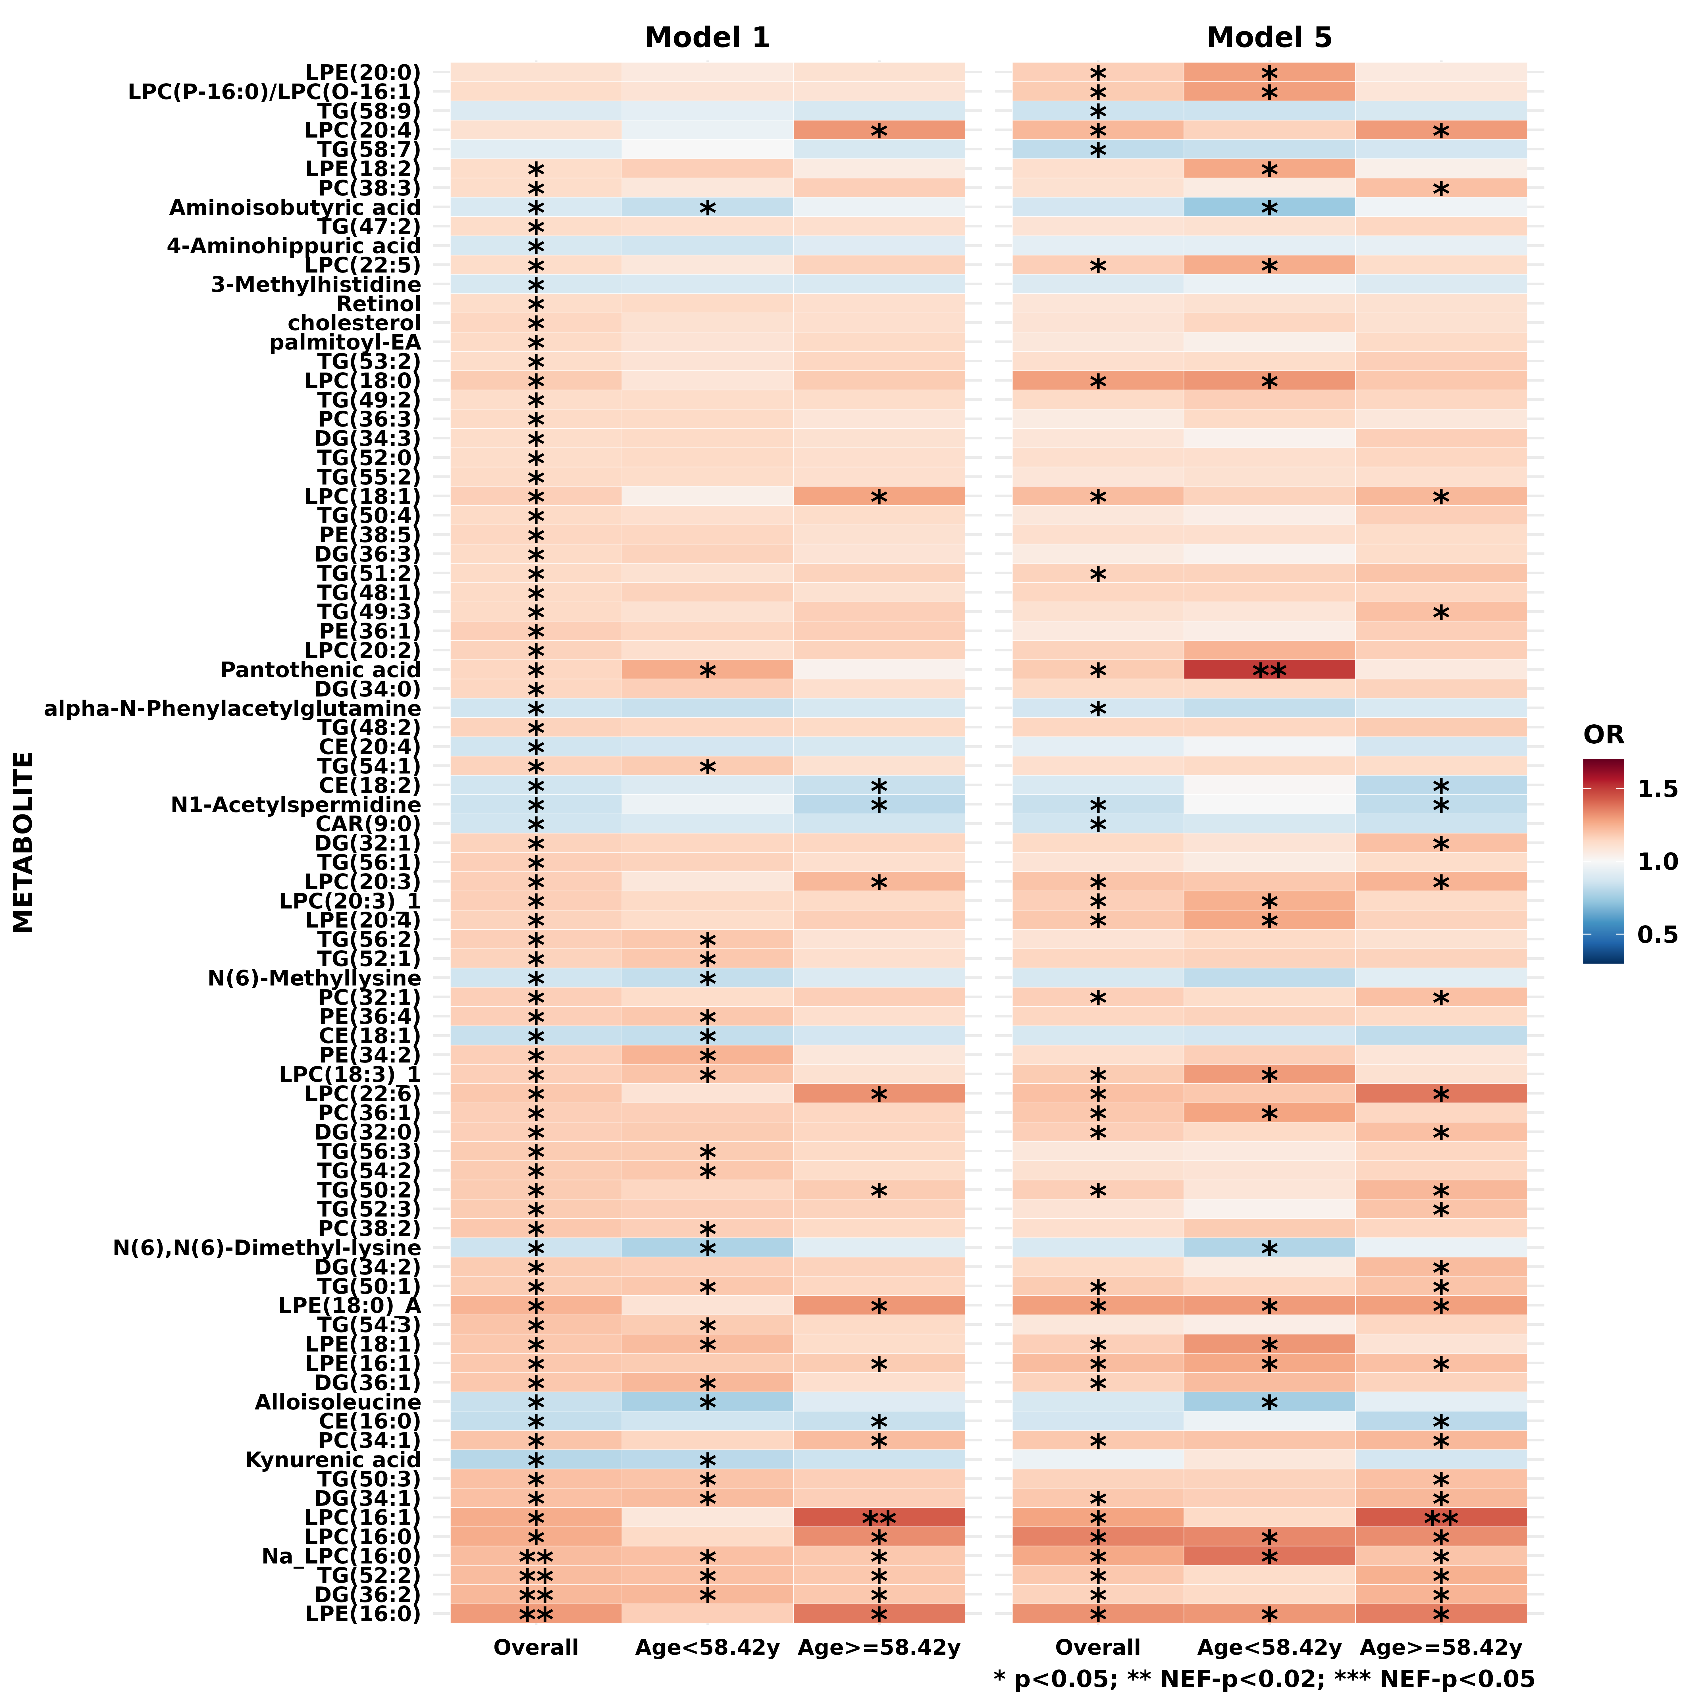 Model 1 Model 5
LPE(20:0) * *
LPC(P-16:0)/LPC(O-16:1) * *
TG(58:9) *
LPC(20:4) * * *
TG(58:7) *
LPE(18:2) * *
PC(38:3) * *
Aminoisobutyric acid * * *
TG(47:2) *
4-Aminohippuric acid *
LPC(22:5) * * *
3-Methylhistidine *
Retinol *
cholesterol *
palmitoyl-EA *
TG(53:2) *
LPC(18:0) * * *
TG(49:2) *
PC(36:3) *
DG(34:3) *
TG(52:0) *
TG(55:2) *
LPC(18:1) * * * *
TG(50:4) *
PE(38:5) *
DG(36:3) *
TG(51:2) * *
TG(48:1) *
TG(49:3) * *
PE(36:1) *
LPC(20:2) *
Pantothenic acid * * * **
DG(34:0) *
alpha-N-Phenylacetylglutamine * *
TG(48:2) *
CE(20:4) *
TG(54:1) * *
CE(18:2) * * *
N1-Acetylspermidine * * * *
CAR(9:0) * *
DG(32:1) * *
TG(56:1) *
LPC(20:3) * * * *
LPC(20:3)_1 * * *
LPE(20:4) * * *
TG(56:2) * *
TG(52:1) * *
N(6)-Methyllysine * *
PC(32:1) * * *
PE(36:4) * *
CE(18:1) * *
PE(34:2) * *
LPC(18:3)_1 * * * *
LPC(22:6) * * * *
PC(36:1) * * *
DG(32:0) * * *
TG(56:3) * *
TG(54:2) * *
TG(50:2) * * * *
TG(52:3) * *
PC(38:2) * *
N(6),N(6)-Dimethyl-lysine * * *
DG(34:2) * *
TG(50:1) * * * *
LPE(18:0)_A * * * * *
TG(54:3) * *
LPE(18:1) * * * *
LPE(16:1) * * * * *
DG(36:1) * * *
Alloisoleucine * * *
CE(16:0) * * *
PC(34:1) * * * *
Kynurenic acid * *
TG(50:3) * * *
DG(34:1) * * * *
LPC(16:1) * ** * **
LPC(16:0) * * * * *
Na_LPC(16:0) ** * * * * *
TG(52:2) ** * * * *
DG(36:2) ** * * * *
LPE(16:0) ** * * * *
METABOLITE
Overall Age<58.42y Age>=58.42y Overall Age<58.42y Age>=58.42y
* p<0.05; ** NEF-p<0.02; *** NEF-p<0.05
OR
1.5
1.0
0.5